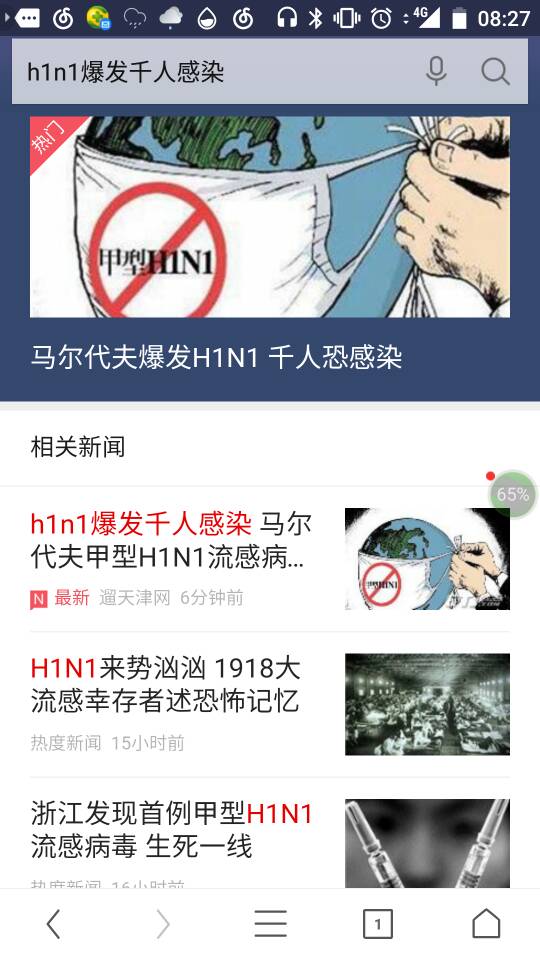 4G
08:27
h1n1爆发千人感染
热门
甲型H1N1
马尔代夫爆发H1N1 千人恐感染
相关新闻
65%
h1n1爆发千人感染 马尔
代夫甲型H1N1流感病...
N 最新 遛天津网 6分钟前
甲型H1N1
H1N1来势汹汹 1918大
流感幸存者述恐怖记忆
热度新闻 15小时前
浙江发现首例甲型H1N1
流感病毒 生死一线
热度新闻 16小时前
1